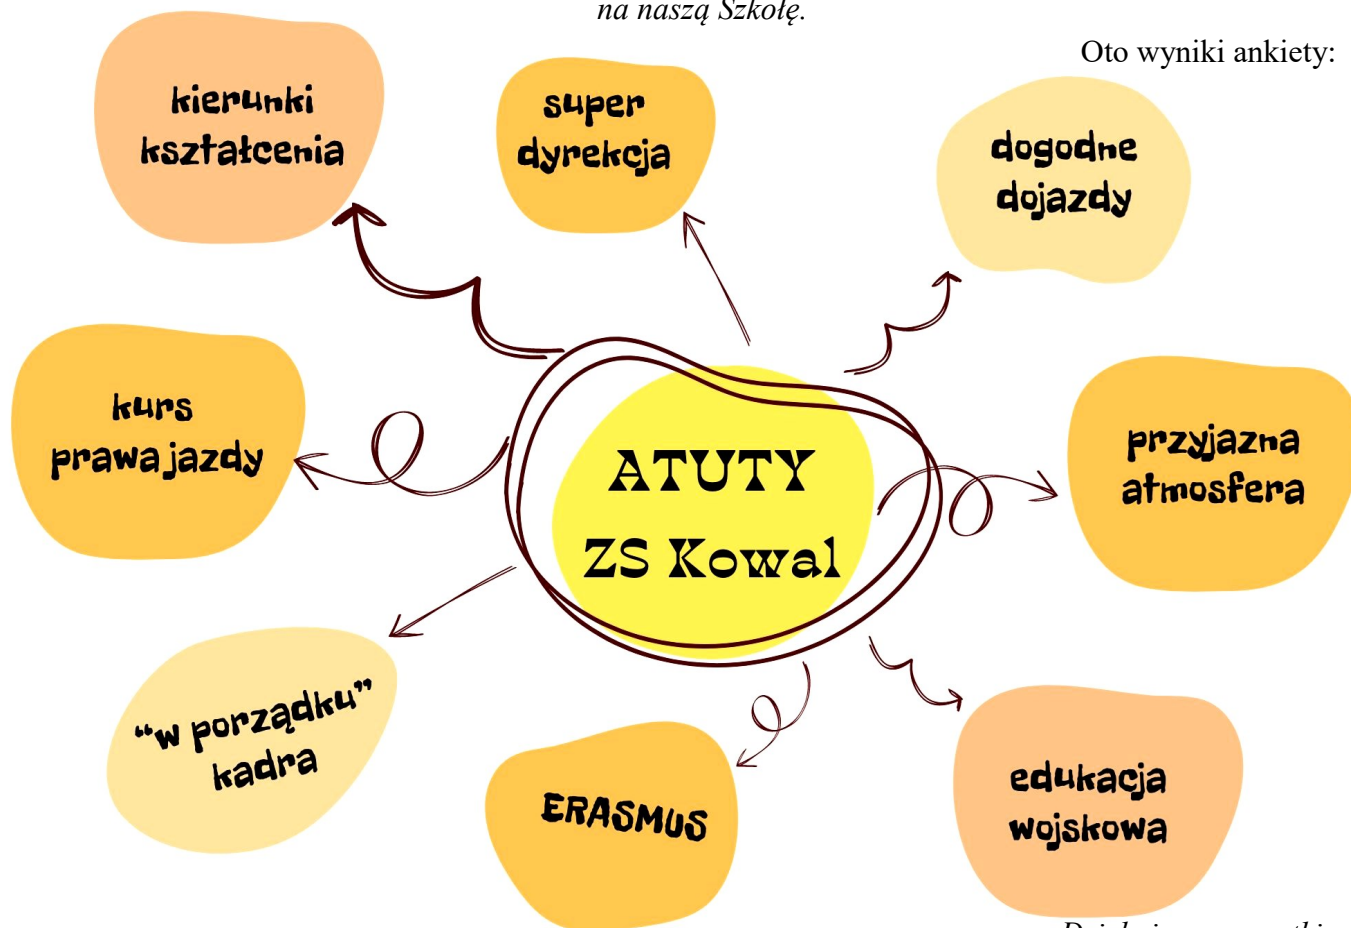 na naszą Szkołę.
Oto wyniki ankiety:
kierunki
kształcenia
super
dyrekcja
dogodne
dojazdy
kurs
prawa jazdy
ATUTY
ZS Kowal
przyjazna
atmosfera
“w porządku”
kadra
ERASMUS
edukacja
wojskowa